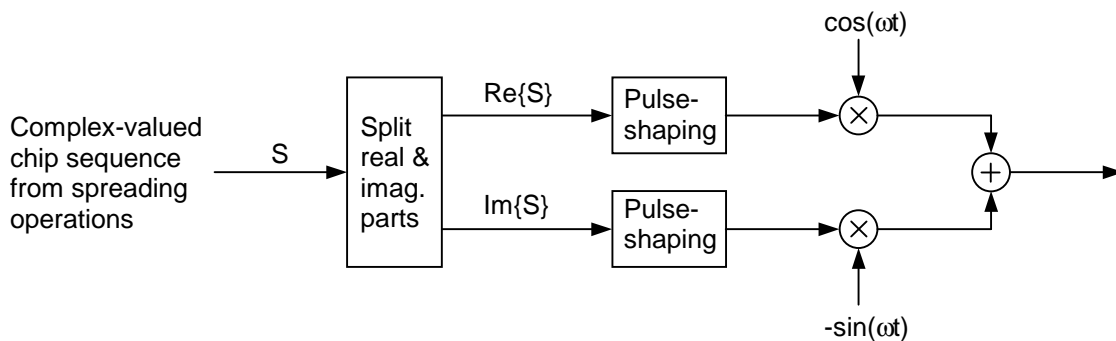 cos(ωt)
Complex-valued
chip sequence
from spreading
operations
S
Split
real &
imag.
parts
Re{S}
Pulse-
shaping
Im{S}
Pulse-
shaping
-sin(ωt)